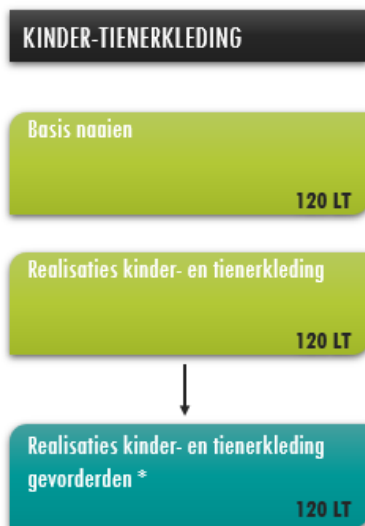 KINDER-TIENERKLEDING
Basis naaien
120 LT
Realisaties kinder- en tienerkleding
120 LT
Realisaties kinder- en tienerkleding
gevorderden *
120 LT